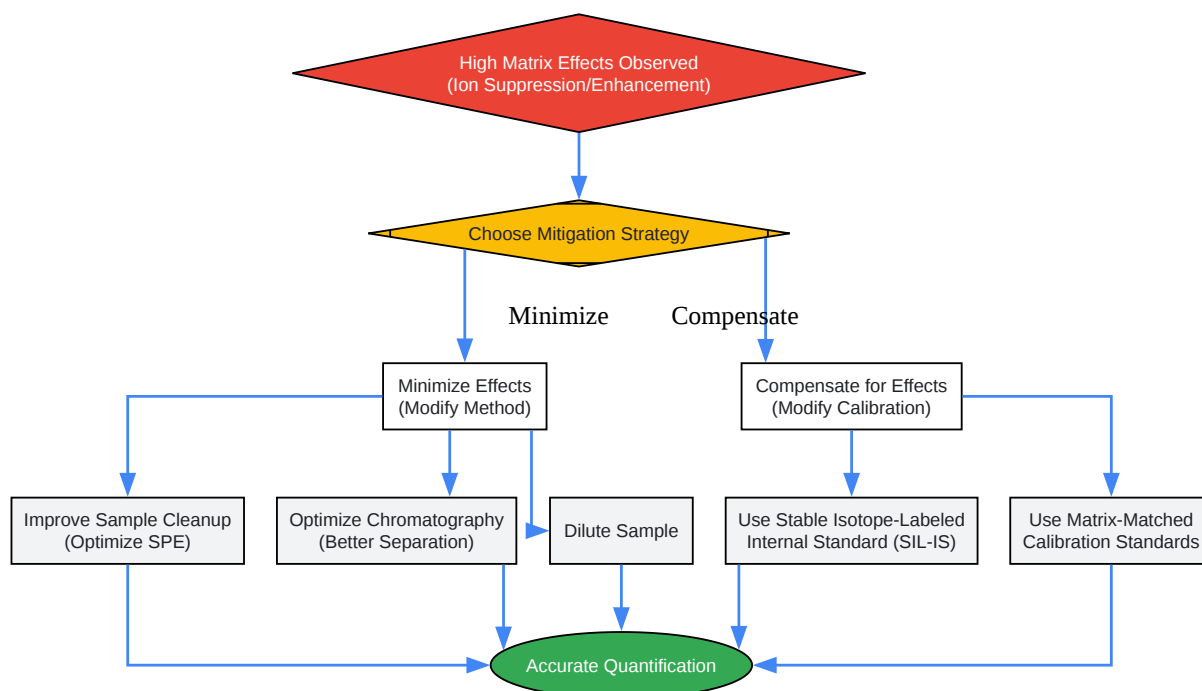 High Matrix Effects Observed
(Ion Suppression/Enhancement)
Choose Mitigation Strategy
Minimize
Compensate
Minimize Effects
(Modify Method)
Compensate for Effects
(Modify Calibration)
Improve Sample Cleanup
(Optimize SPE)
Optimize Chromatography
(Better Separation)
Dilute Sample
Use Stable Isotope-Labeled
Internal Standard (SIL-IS)
Use Matrix-Matched
Calibration Standards
Accurate Quantification